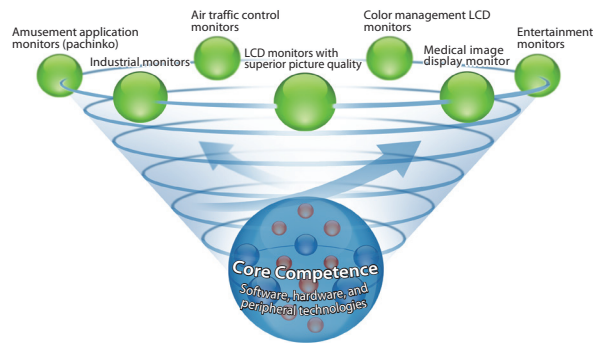 Air traffic control
monitors
Color management LCD
monitors
Amusement application
monitors (pachinko)
Entertainment
monitors
Industrial monitors
LCD monitors with
superior picture quality
Medical image
display monitor
Core Competence
Software, hardware, and
peripheral technologies